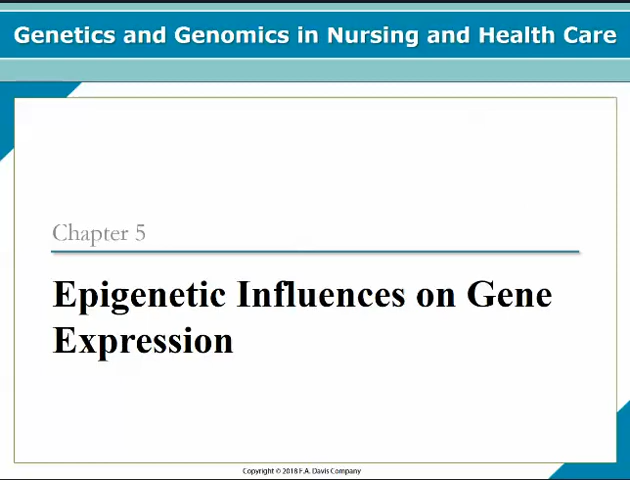 Genetics and Genomics in Nursing and Health Care
Chapter 5
Epigenetic Influences on Gene
Expression
Copyright © 2018 F.A. Davis Company